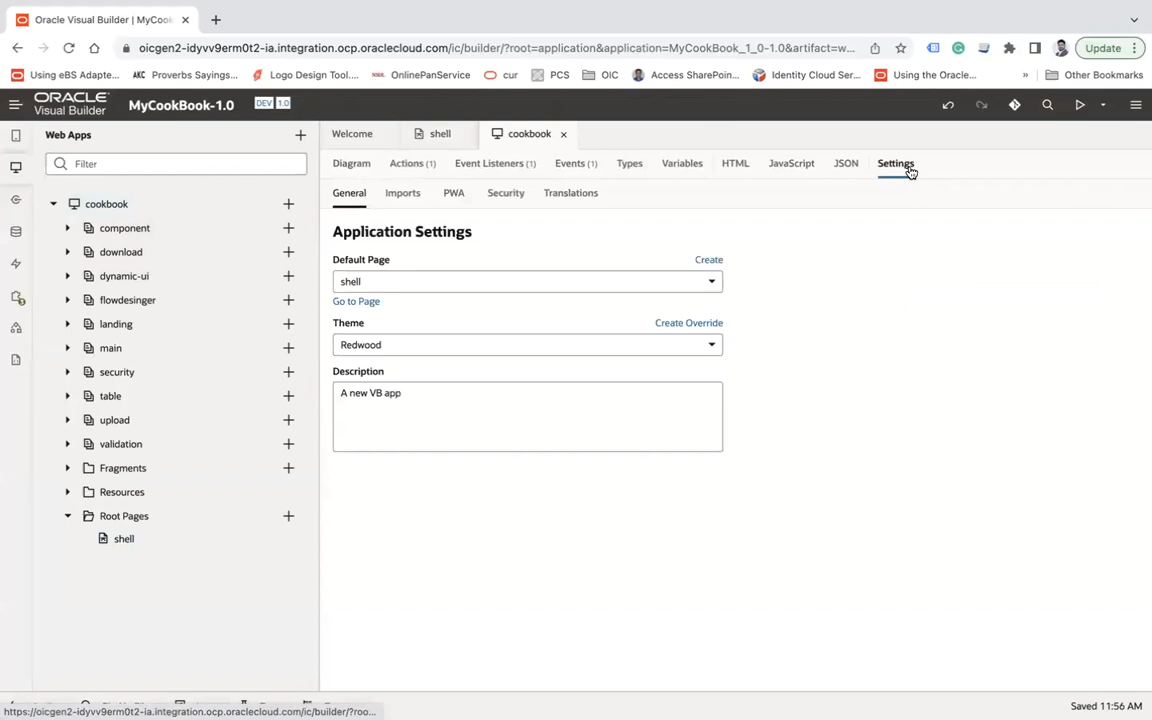 Oracle Visual Builder | MyCook
oicgen2-idyvv9erm0t2-ia.integration.ocp.oraclecloud.com/ic/builder/?root=application&application=MyCookBook_1_0-1.0&artifact=w...
Update
Using eBS Adapte...
AKC Proverbs Sayings...
Logo Design Tool....
OnlinePanService
cur
PCS
OIC
Access SharePoin...
Identity Cloud Ser...
Using the Oracle...
»
Other Bookmarks
ORACLE
Visual Builder
MyCookBook-1.0
DEV 1.0
Web Apps
Filter
cookbook
component
download
dynamic-ui
flowdesinger
landing
main
security
table
upload
validation
Fragments
Resources
Root Pages
shell
Welcome
shell
cookbook
Diagram
Actions (1)
Event Listeners (1)
Events (1)
Types
Variables
HTML
JavaScript
JSON
Settings
General
Imports
PWA
Security
Translations
Application Settings
Default Page
Create
shell
Go to Page
Theme
Create Override
Redwood
Description
A new VB app
https://oicgen2-idyvv9erm0t2-ia.integration.ocp.oraclecloud.com/ic/builder/?roo...
Saved 11:56 AM